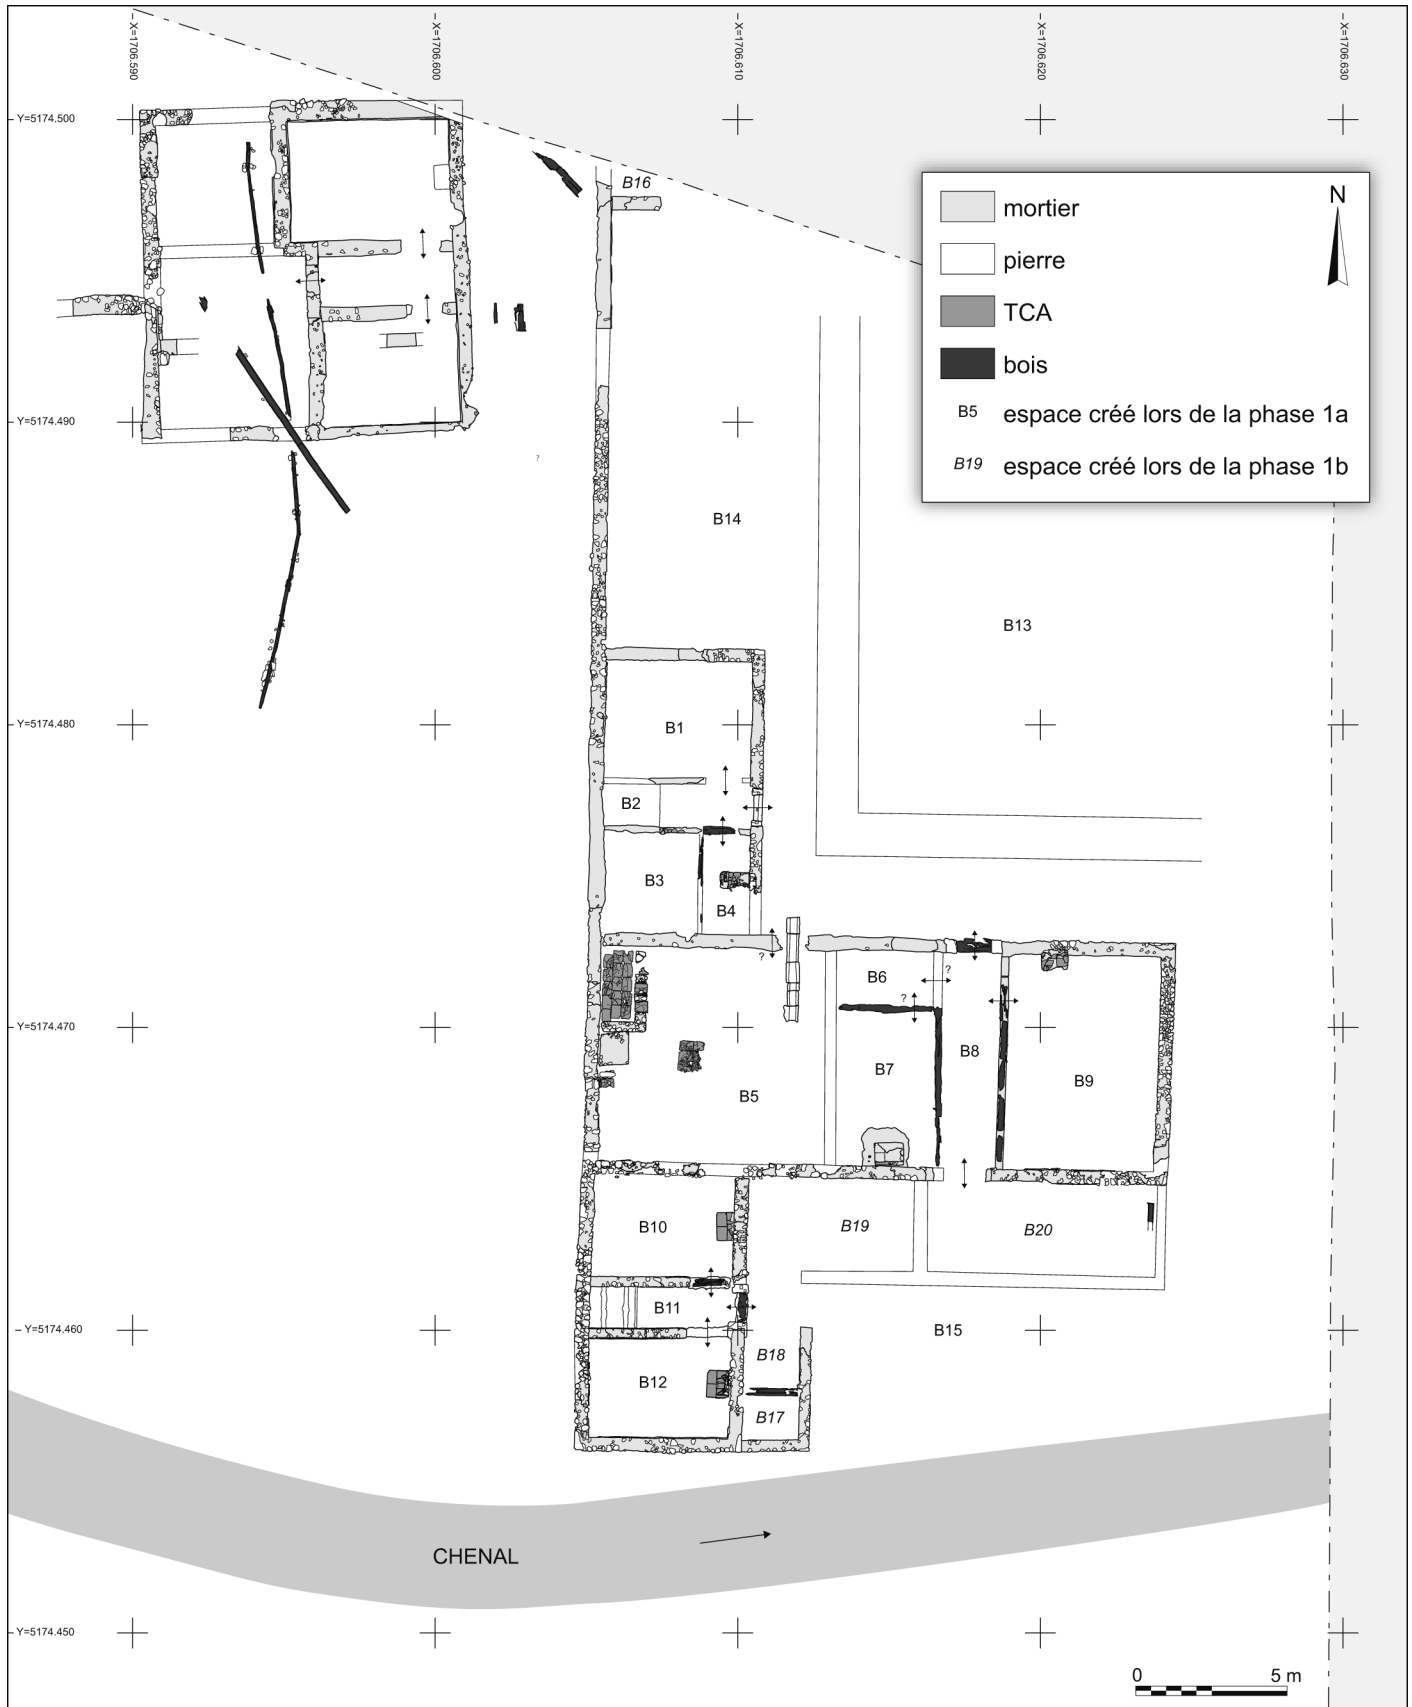 X=1706.590
X=1706.600
X=1706.610
X=1706.620
X=1706.630
Y=5174.500
B16
N
mortier
pierre
TCA
bois
B5 espace créé lors de la phase 1a
B19 espace créé lors de la phase 1b
Y=5174.490
?
B14
B13
Y=5174.480
B1
B2
B3
B4
?
B6
?
?
Y=5174.470
B8
B7
B9
B5
B10
B19
B20
B11
Y=5174.460
B15
B18
B12
B17
CHENAL
Y=5174.450
0 5 m